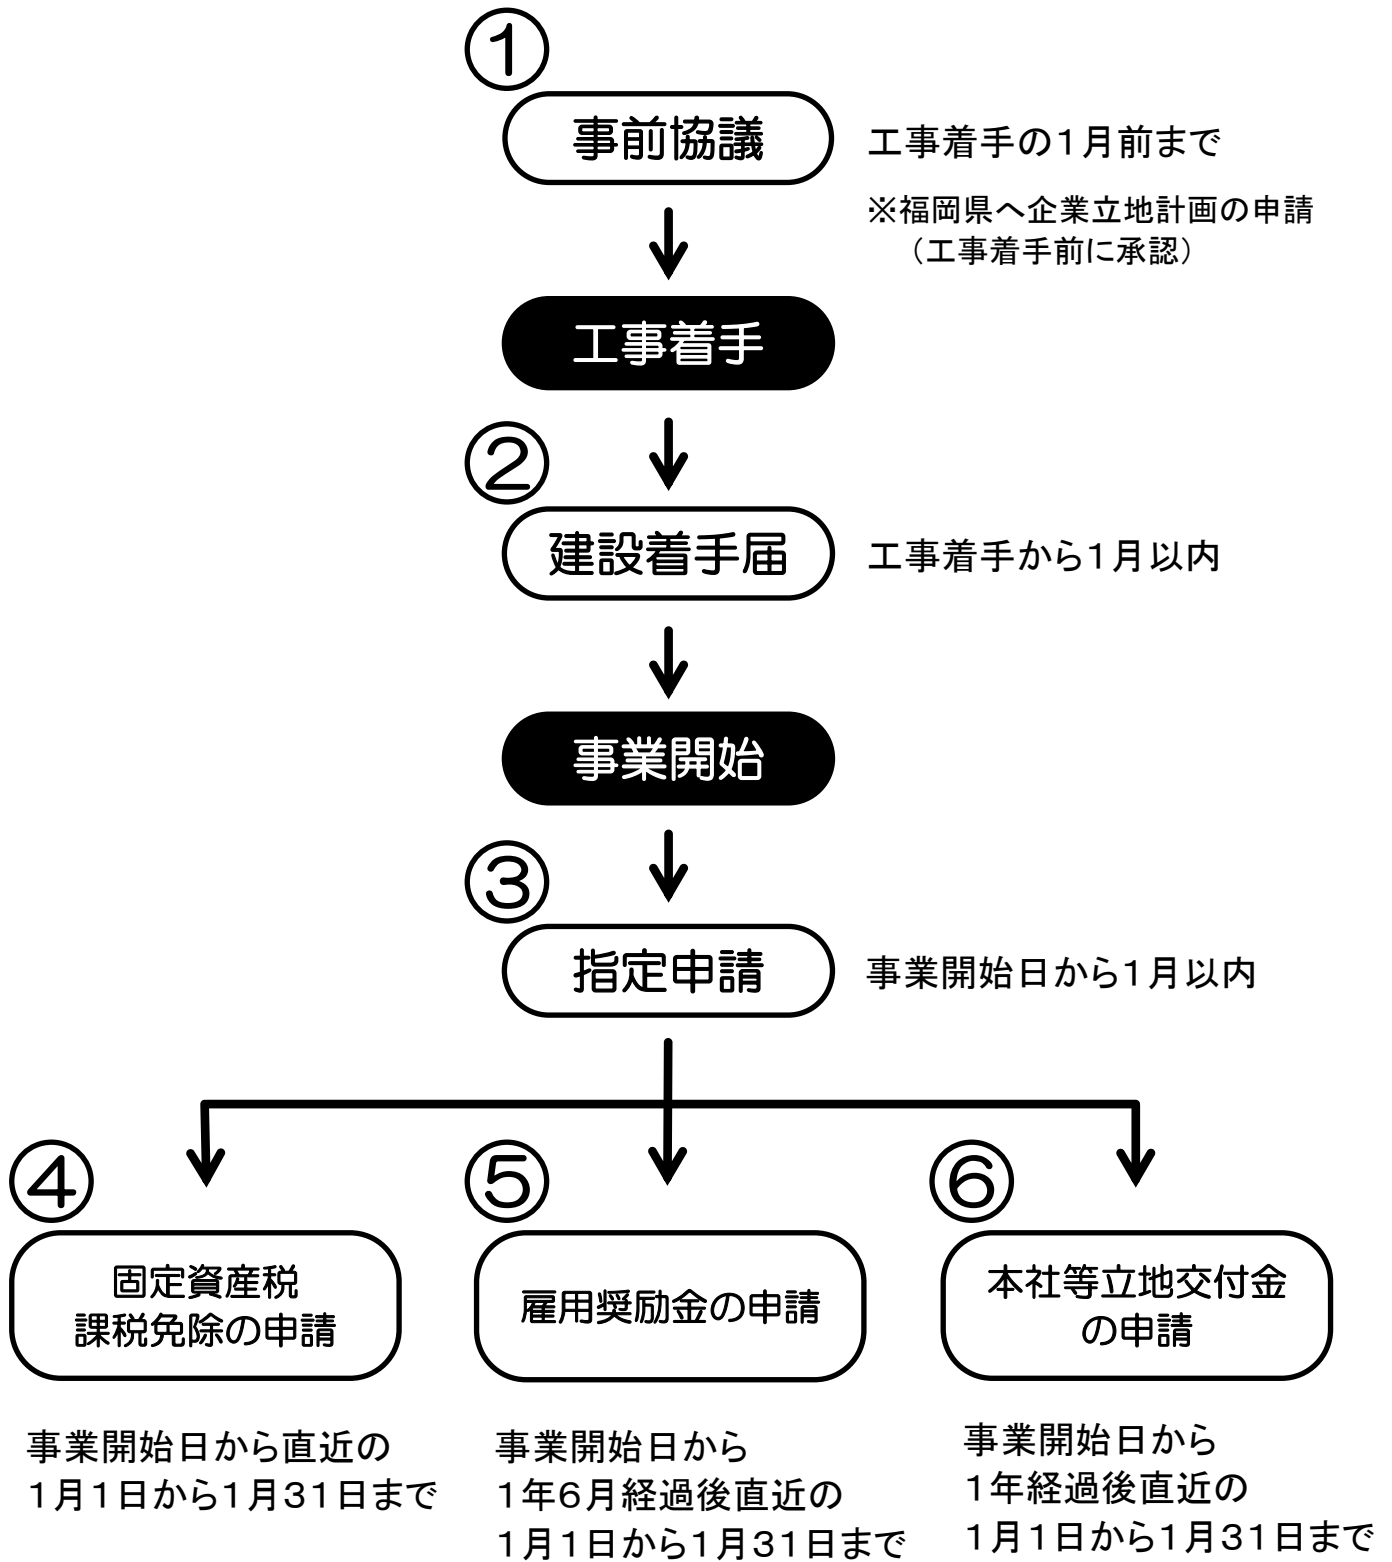 ①
事前協議
工事着手の1月前まで
※福岡県へ企業立地計画の申請
（工事着手前に承認）
工事着手
②
建設着手届
工事着手から1月以内
事業開始
③
指定申請
事業開始日から1月以内
④
固定資産税
課税免除の申請
事業開始日から直近の
1月1日から1月31日まで
⑤
雇用奨励金の申請
事業開始日から
1年6月経過後直近の
1月1日から1月31日まで
⑥
本社等立地交付金
の申請
事業開始日から
1年経過後直近の
1月1日から1月31日まで